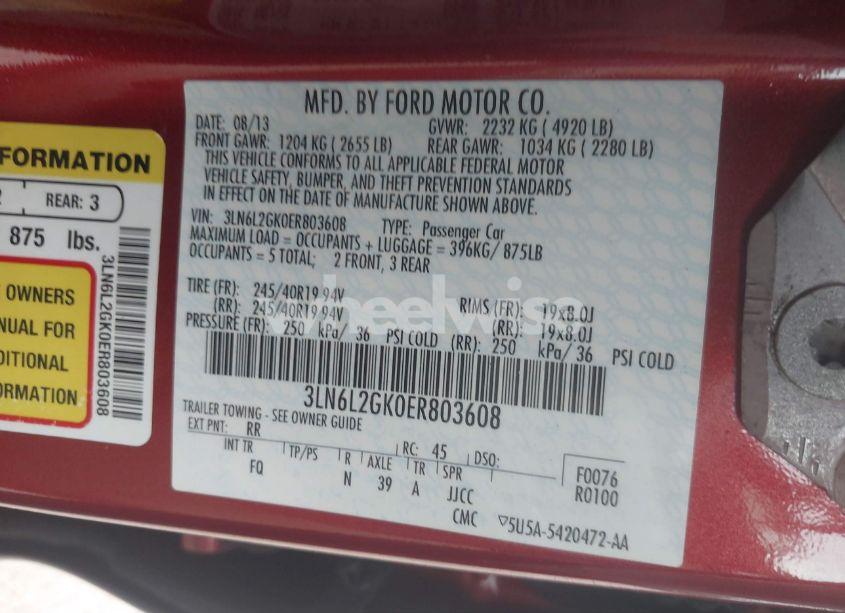 FORMATION
REAR: 3
875 lbs.
OWNERS
NUAL FOR
DITIONAL
FORMATION
3LN6L2GK0ER803608
MFD. BY FORD MOTOR CO.
DATE: 08/13 GVWR: 2232 KG ( 4920 LB)
FRONT GAWR: 1204 KG ( 2655 LB) REAR GAWR: 1034 KG ( 2280 LB)
THIS VEHICLE CONFORMS TO ALL APPLICABLE FEDERAL MOTOR
VEHICLE SAFETY, BUMPER, AND THEFT PREVENTION STANDARDS
IN EFFECT ON THE DATE OF MANUFACTURE SHOWN ABOVE.
VIN: 3LN6L2GK0ER803608 TYPE: Passenger Car
MAXIMUM LOAD = OCCUPANTS + LUGGAGE = 396KG/ 875LB
OCCUPANTS = 5 TOTAL; 2 FRONT, 3 REAR
TIRE (FR): 245/40R19 94V RIMS (FR): 19x8.0J
(RR): 245/40R19 94V (RR): 19x8.0J
PRESSURE (FR): 250 kPa/ 36 PSI COLD (RR): 250 kPa/ 36 PSI COLD
wheelwise
3LN6L2GK0ER803608
TRAILER TOWING - SEE OWNER GUIDE
EXT PNT: RR RC: 45 DSO: F0076
INT TR TP/PS R AXLE TR SPR R0100
FQ N 39 A JJCC
CMC ▽5U5A-5420472-AA